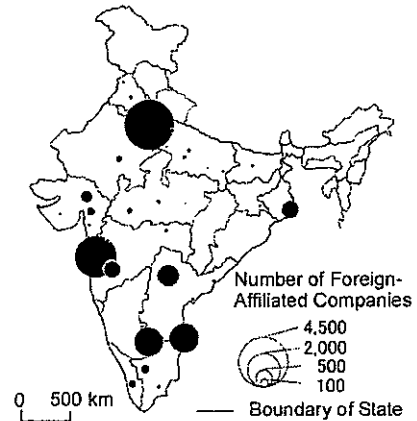 Number of Foreign-
Affiliated Companies
4,500
2,000
500
100
0 500 km
Boundary of State